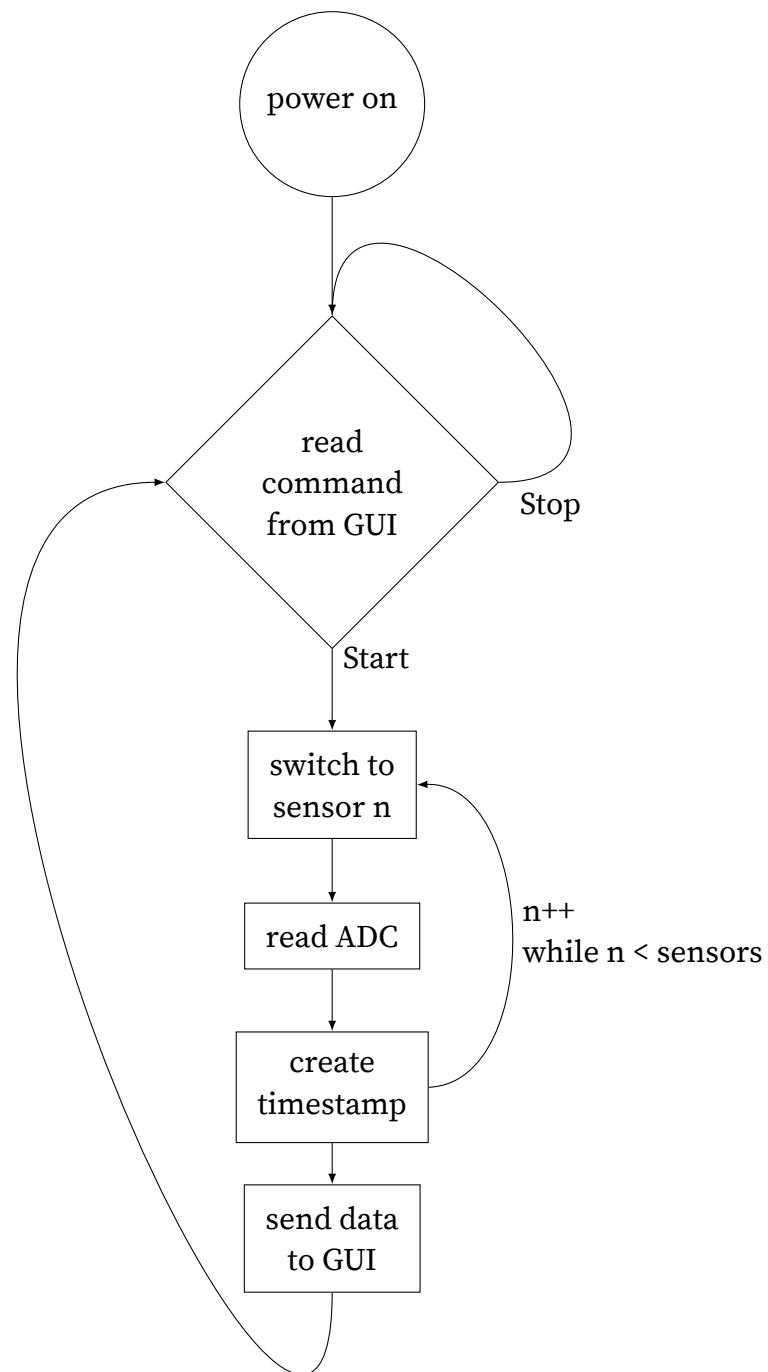 power on
read
command
from GUI
Stop
Start
switch to
sensor n
read ADC
n++
while n < sensors
create
timestamp
send data
to GUI